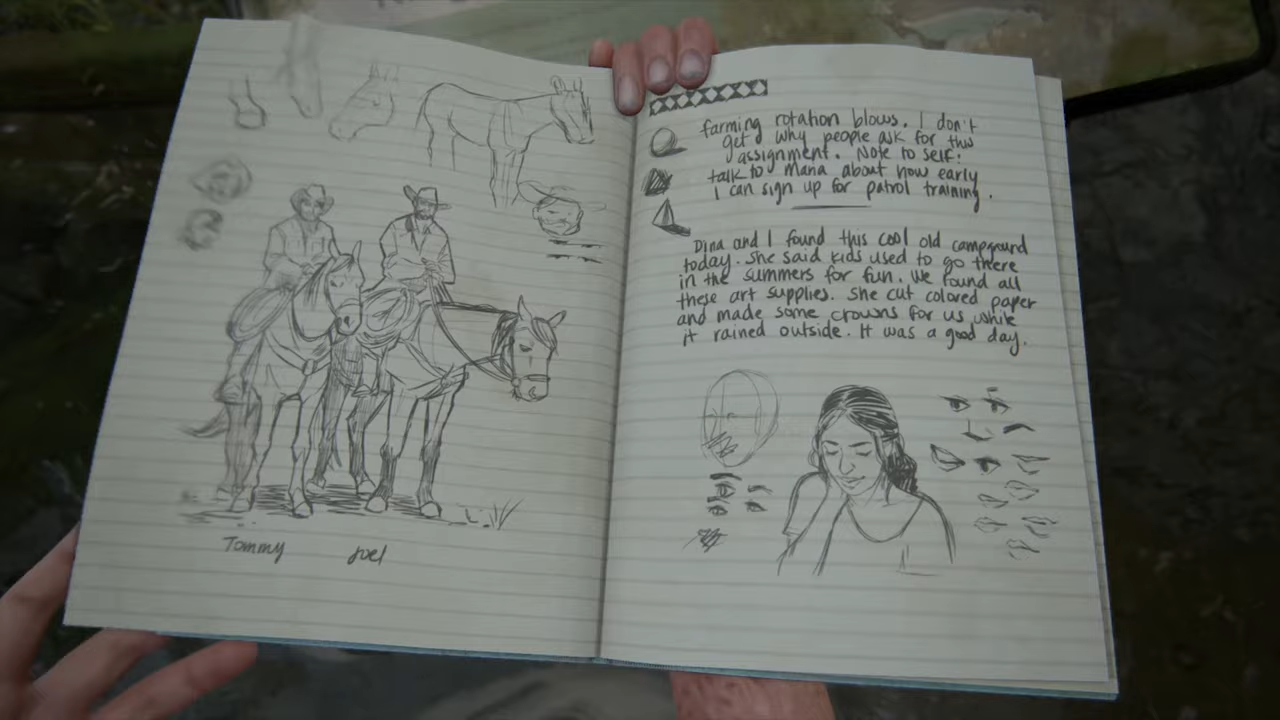 Tommy
Joel
farming rotation blows. I don't
get why people ask for this
assignment. Note to self:
talk to Maria about how early
I can sign up for patrol training.
Dina and I found this cool old campground
today. She said kids used to go there
in the summers for fun. We found all
these art supplies. She cut colored paper
and made some crowns for us while
it rained outside. It was a good day.